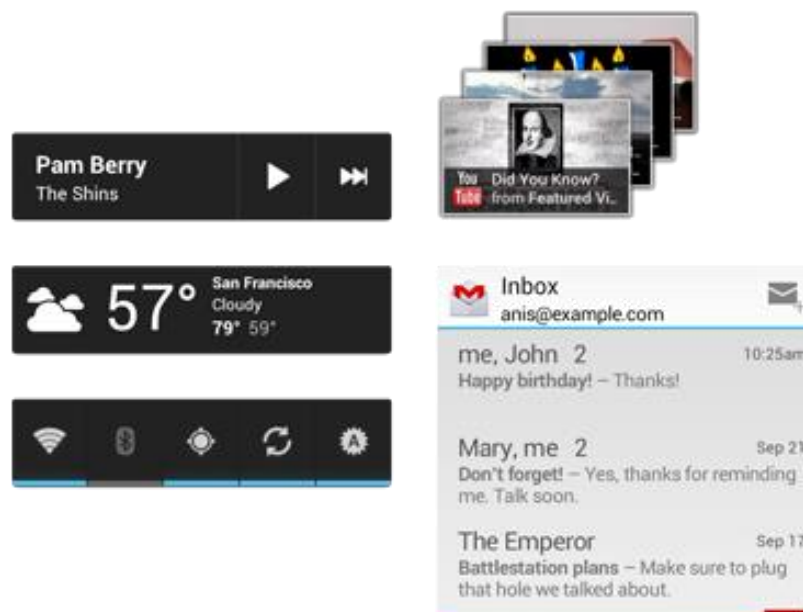 Pam Berry
The Shins
57°
San Francisco
Cloudy
79° 59°
A
You Tube
Did You Know?
from Featured Vi..
Inbox
anis@example.com
me, John 2 10:25am
Happy birthday! – Thanks!
Mary, me 2 Sep 21
Don't forget! – Yes, thanks for reminding
me. Talk soon.
The Emperor Sep 17
Battlestation plans – Make sure to plug
that hole we talked about.